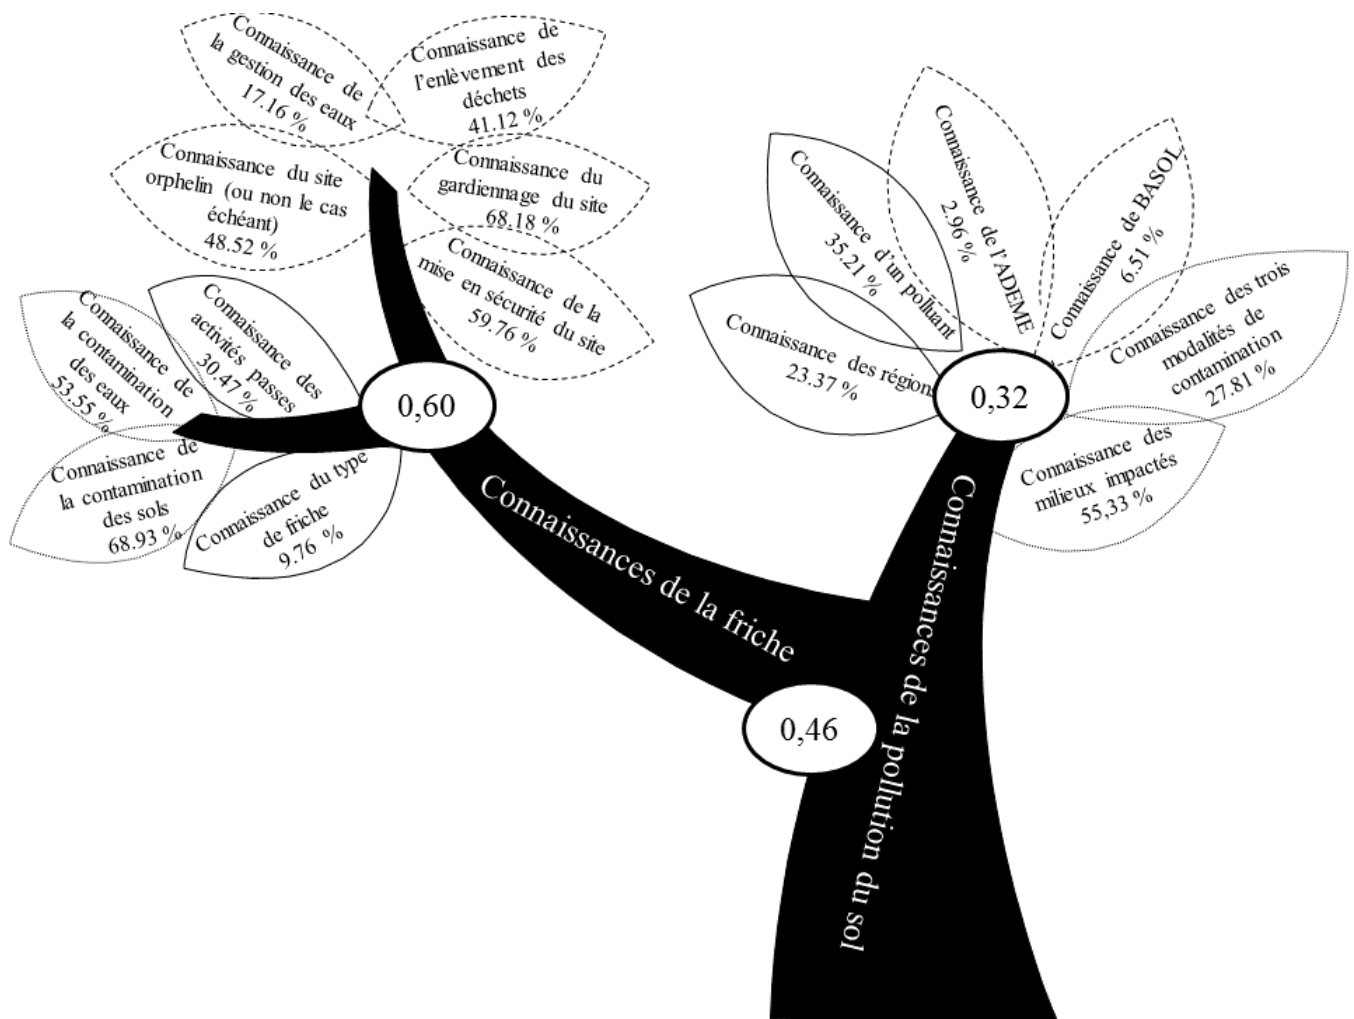 Connaissance de
la gestion des eaux
17.16 %
Connaissance de
l'enlèvement des
déchets
41.12 %
Connaissance du site
orphelin (ou non le cas
échéant)
48.52 %
Connaissance du
gardiennage du site
68.18 %
Connaissance de la
mise en sécurité du site
59.76 %
Connaissance de
la contamination
des eaux
53.55 %
Connaissance des
activités passes
30.47 %
Connaissance de
la contamination
des sols
68.93 %
Connaissance du type
de friche
9.76 %
0,60
Connaissances de la friche
Connaissance des région
23.37 %
Connaissance d'un polluant
35.21 %
Connaissance de l'ADEME
2.96 %
Connaissance de BASOL
6.51 %
Connaissance des trois
modalités de
contamination
27.81 %
Connaissance des
milieux impactés
55,33 %
0,32
Connaissances de la pollution du sol
0,46